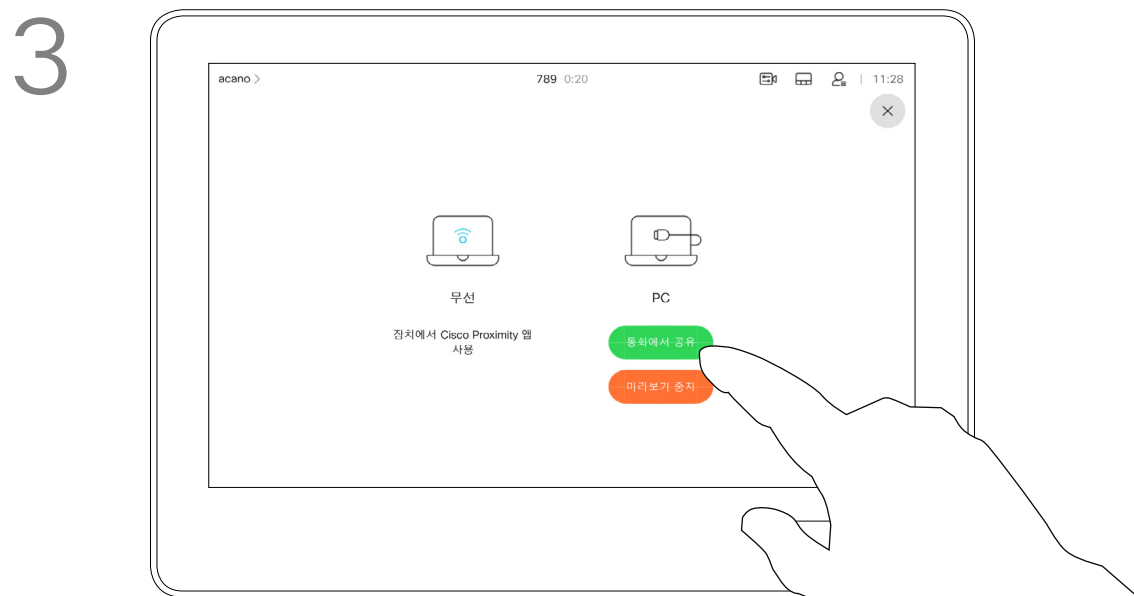 3
acano >
789 0:20
11:28
무선
PC
장치에서 Cisco Proximity 앱
사용
통화에서 공유
미리보기 중지